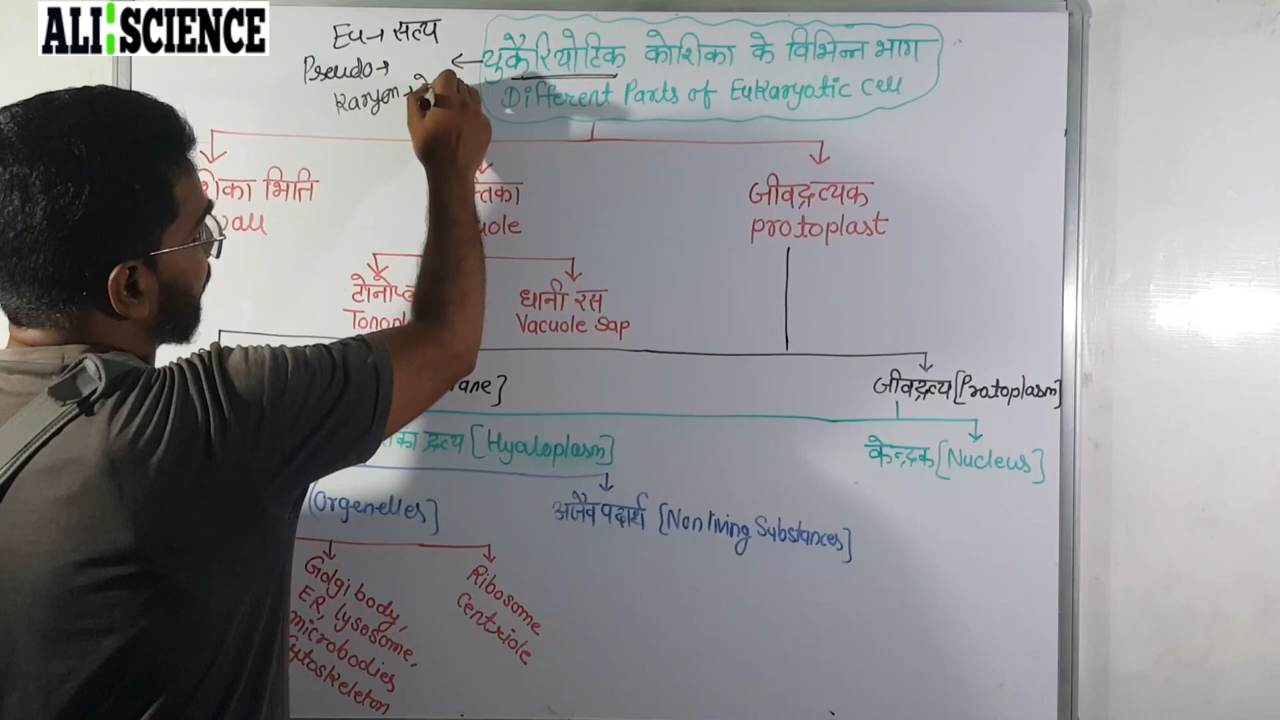 ALI SCIENCE
Eu→ सत्य
Pseudo→
Karyon→
←यूकैरियोटिक कोशिका के विभिन्न भाग
Different Parts of Eukaryotic cell
भिति
जीवद्रव्यक
protoplast
धानी रस
Vacuole Sap
जीवद्रव्य [Protoplasm]
द्रव्य [Hyaloplasm]
केन्द्रक [Nucleus]
(Orgenelles]
अजैव पदार्थ [Non living Substances]
Golgi body,
ER, lysosome,
microbodies
Cytoskeleton
Ribosome
Centriole